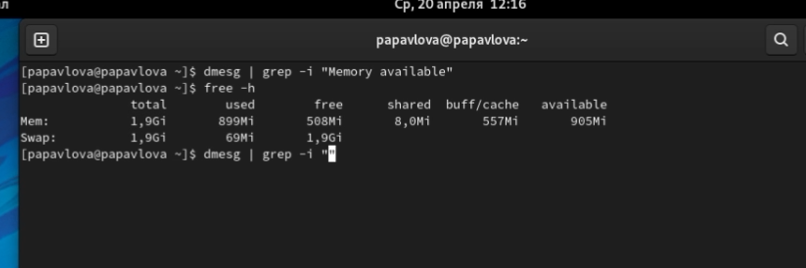 ал
Ср, 20 апреля 12:16
papavlova@papavlova:~
[papavlova@papavlova ~]$ dmesg | grep -i "Memory available"
[papavlova@papavlova ~]$ free -h
total used free shared buff/cache available
Mem: 1,9Gi 899Mi 508Mi 8,0Mi 557Mi 905Mi
Swap: 1,9Gi 69Mi 1,9Gi
[papavlova@papavlova ~]$ dmesg | grep -i ""